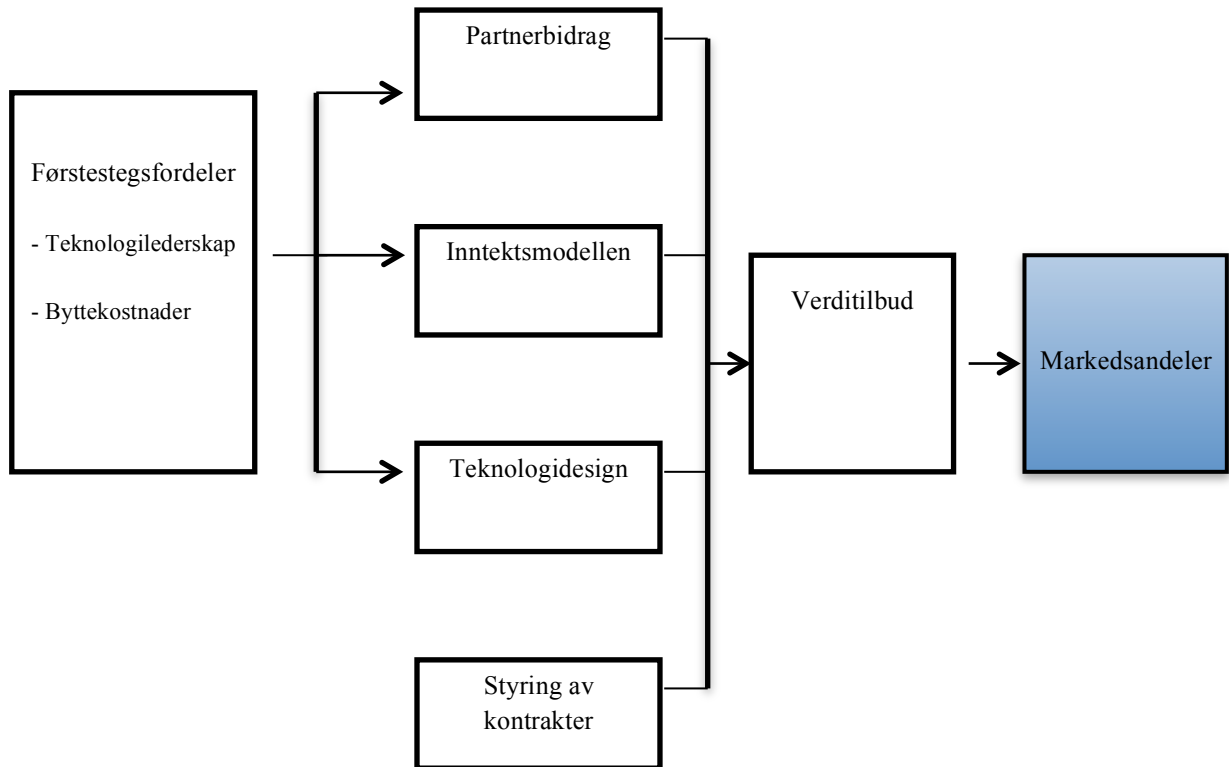 Førstestegsfordeler
- Teknologilederskap
- Byttekostnader
Partnerbidrag
Inntektsmodellen
Teknologidesign
Styring av
kontrakter
Verditilbud
Markedsandeler